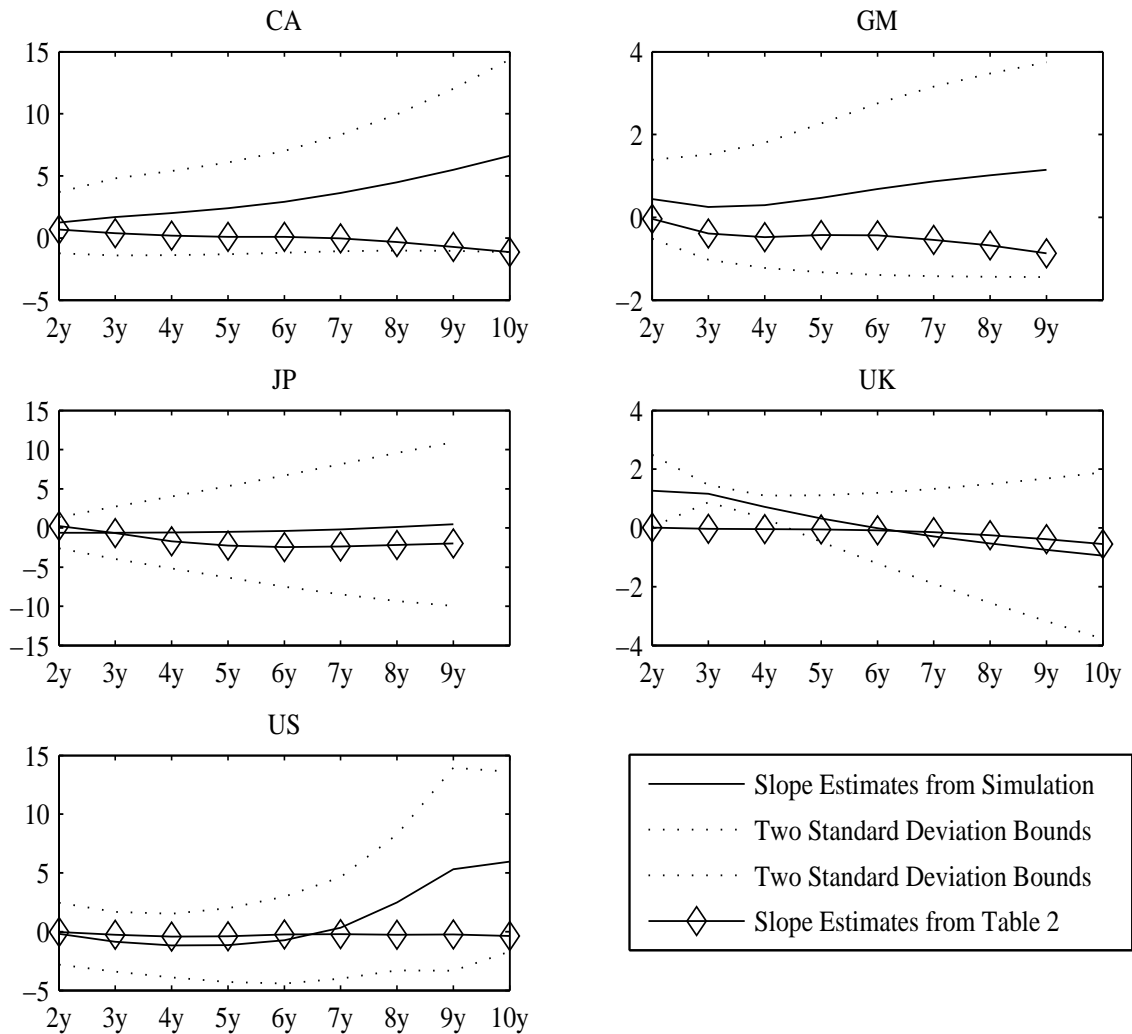 CA
15
10
5
0
−5
2y 3y 4y 5y 6y 7y 8y 9y 10y
GM
4
2
0
−2
2y 3y 4y 5y 6y 7y 8y 9y
JP
15
10
5
0
−5
−10
−15
2y 3y 4y 5y 6y 7y 8y 9y
UK
4
2
0
−2
−4
2y 3y 4y 5y 6y 7y 8y 9y 10y
US
15
10
5
0
−5
2y 3y 4y 5y 6y 7y 8y 9y 10y
Slope Estimates from Simulation
Two Standard Deviation Bounds
Two Standard Deviation Bounds
Slope Estimates from Table 2